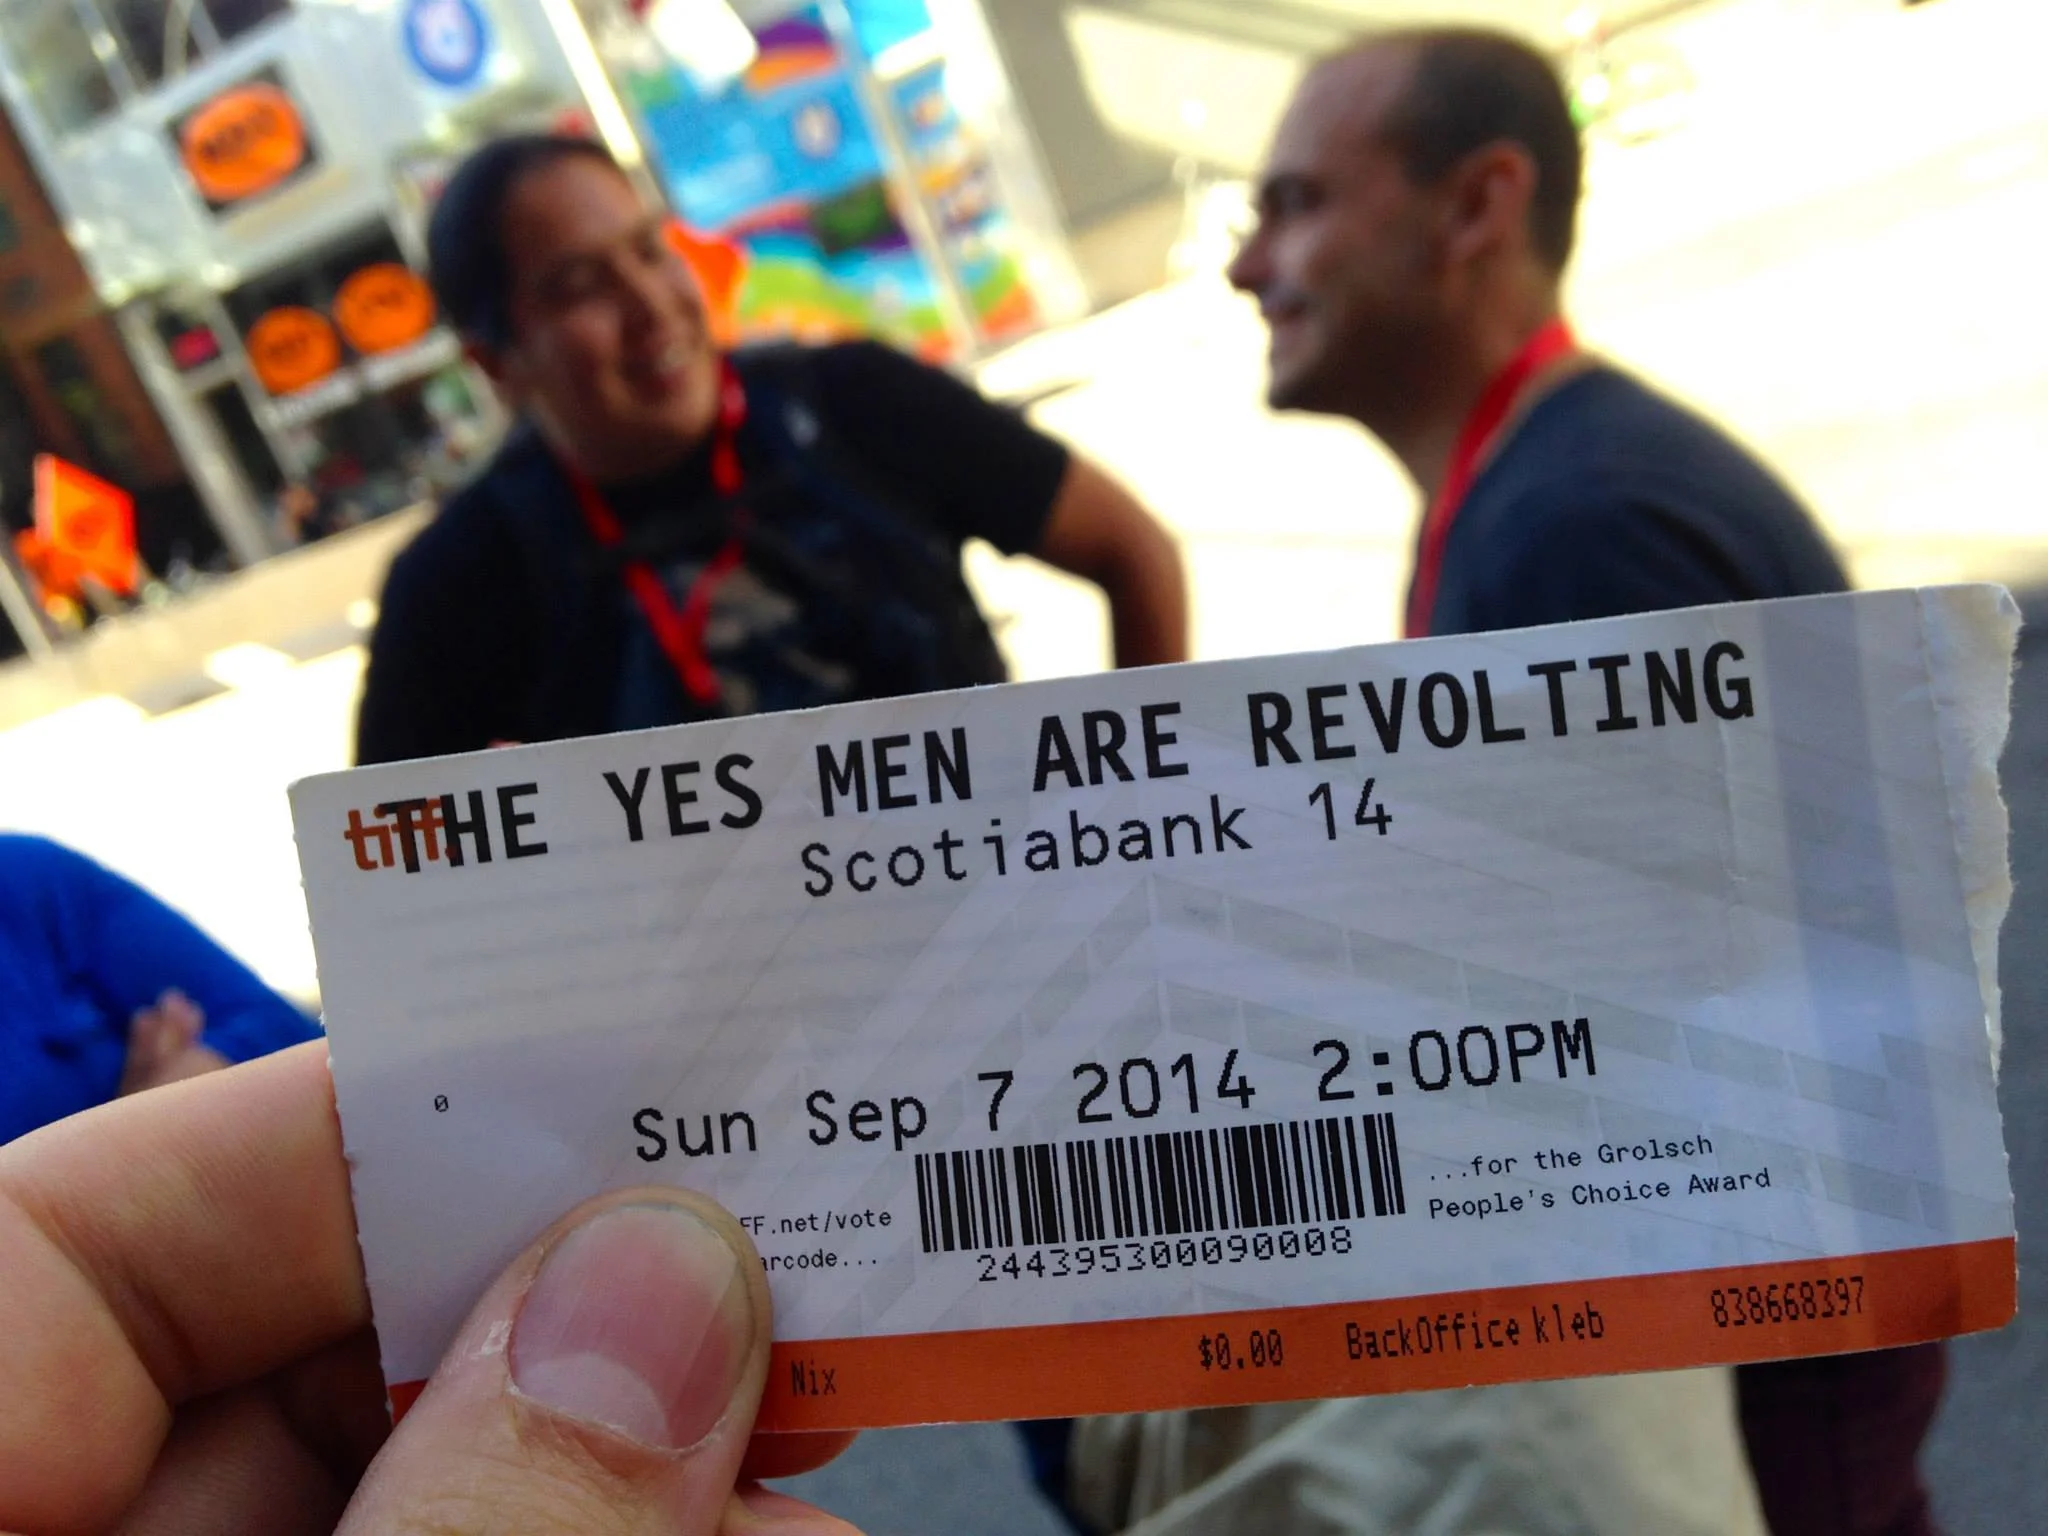 tiff.
THE YES MEN ARE REVOLTING
Scotiabank 14
0
Sun Sep 7 2014 2:00PM
FF.net/vote
arcode...
...for the Grolsch
People's Choice Award
244395300090008
Nix $0.00 BackOffice kleb 838668397